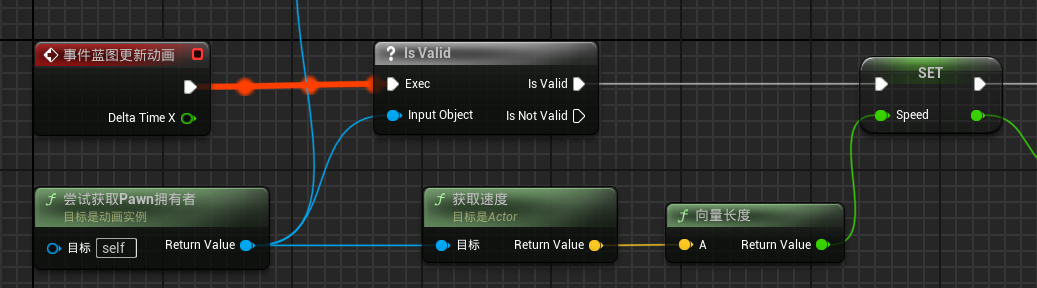 事件蓝图更新动画
Delta Time X
? Is Valid
Exec
Is Valid
Input Object
Is Not Valid
SET
Speed
f 尝试获取Pawn拥有者
目标是动画实例
目标 self
Return Value
f 获取速度
目标是Actor
目标
Return Value
f 向量长度
A
Return Value